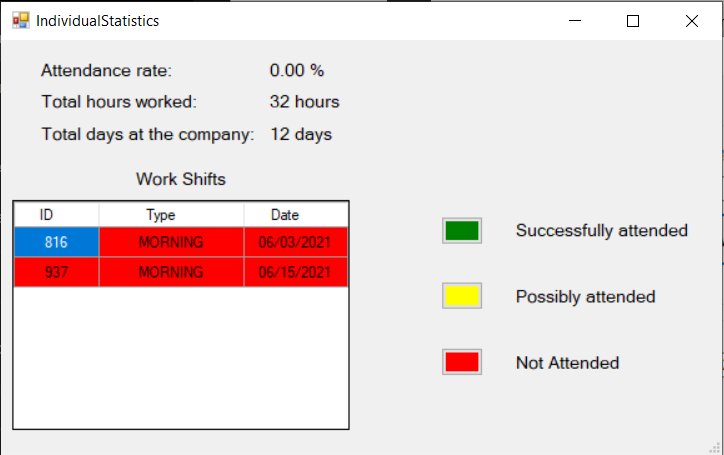 IndividualStatistics
Attendance rate: 0.00 %
Total hours worked: 32 hours
Total days at the company: 12 days
Work Shifts
ID Type Date
816 MORNING 06/03/2021
937 MORNING 06/15/2021
Successfully attended
Possibly attended
Not Attended